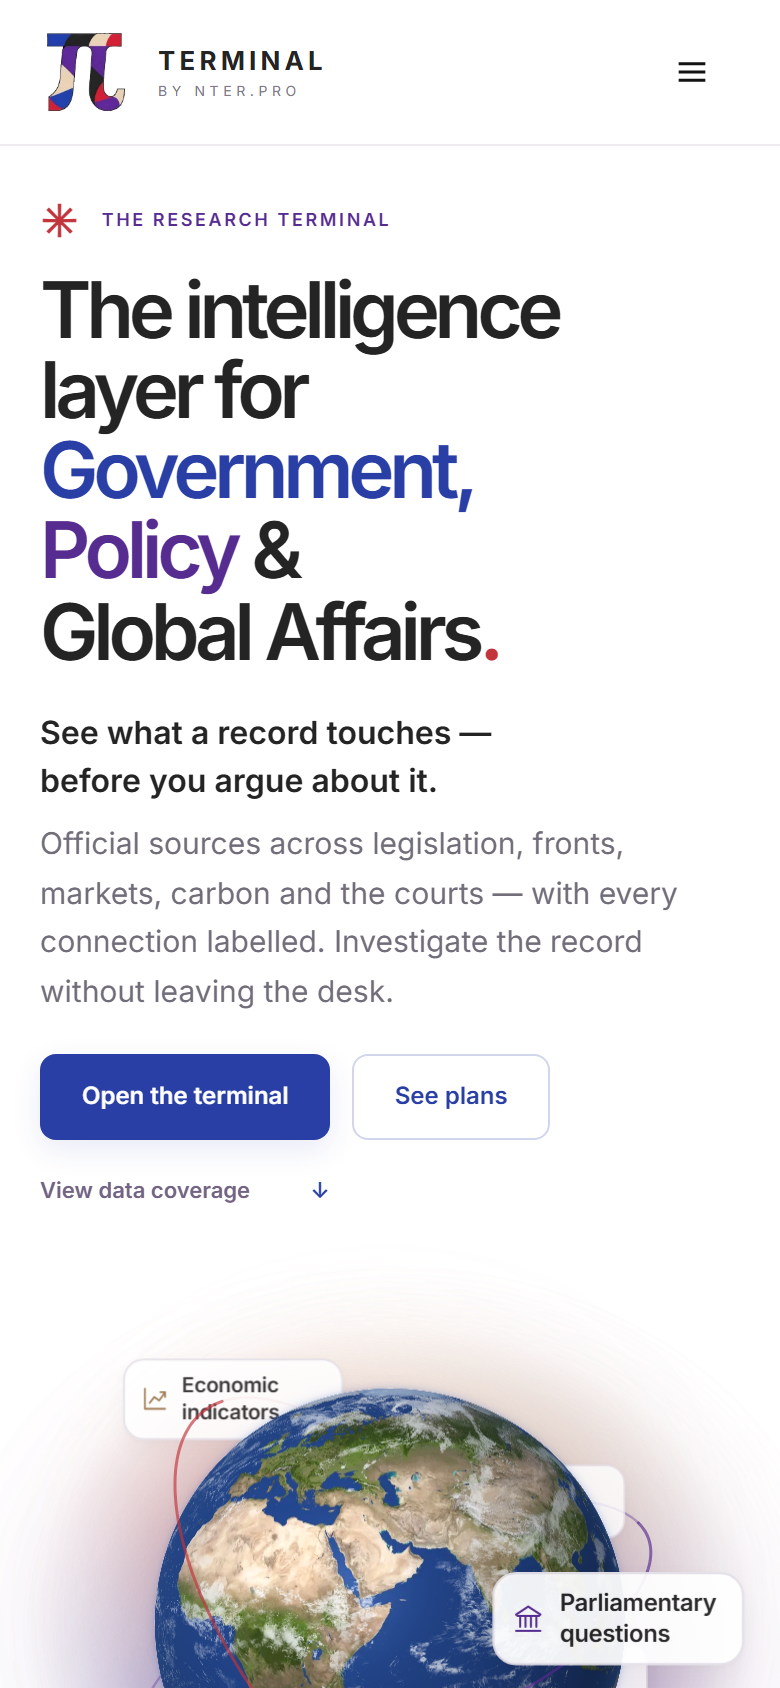 TERMINAL
BY NTER.PRO
THE RESEARCH TERMINAL
The intelligence
layer for
Government,
Policy &
Global Affairs.
See what a record touches —
before you argue about it.
Official sources across legislation, fronts,
markets, carbon and the courts — with every
connection labelled. Investigate the record
without leaving the desk.
Open the terminal
See plans
View data coverage
Economic
indicators
Parliamentary
questions